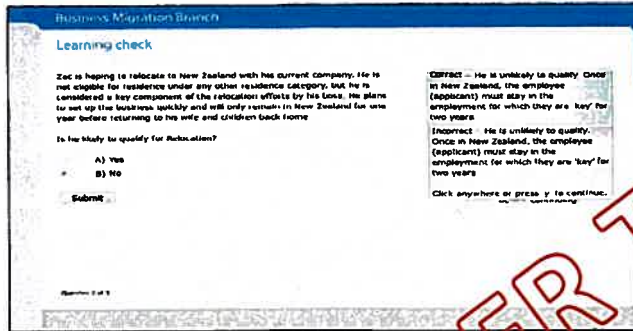 Business Migration Branch
Learning check
Zac is hoping to relocate to New Zealand with his current company. He is
not eligible for residence under any other residence category, but he is
considered a key component of the relocation efforts by his boss. He plans
to set up the business quickly and will only remain in New Zealand for one
year before returning to his wife and children back home
Is he likely to qualify for Relocation?
A) Yes
B) No
Submit
Correct - He is unlikely to qualify. Once
in New Zealand, the employee
(applicant) must stay in the
employment for which they are 'key' for
two years
Incorrect - He is unlikely to qualify.
Once in New Zealand, the employee
(applicant) must stay in the
employment for which they are 'key' for
two years
Click anywhere or press y to continue.
continuing
ER